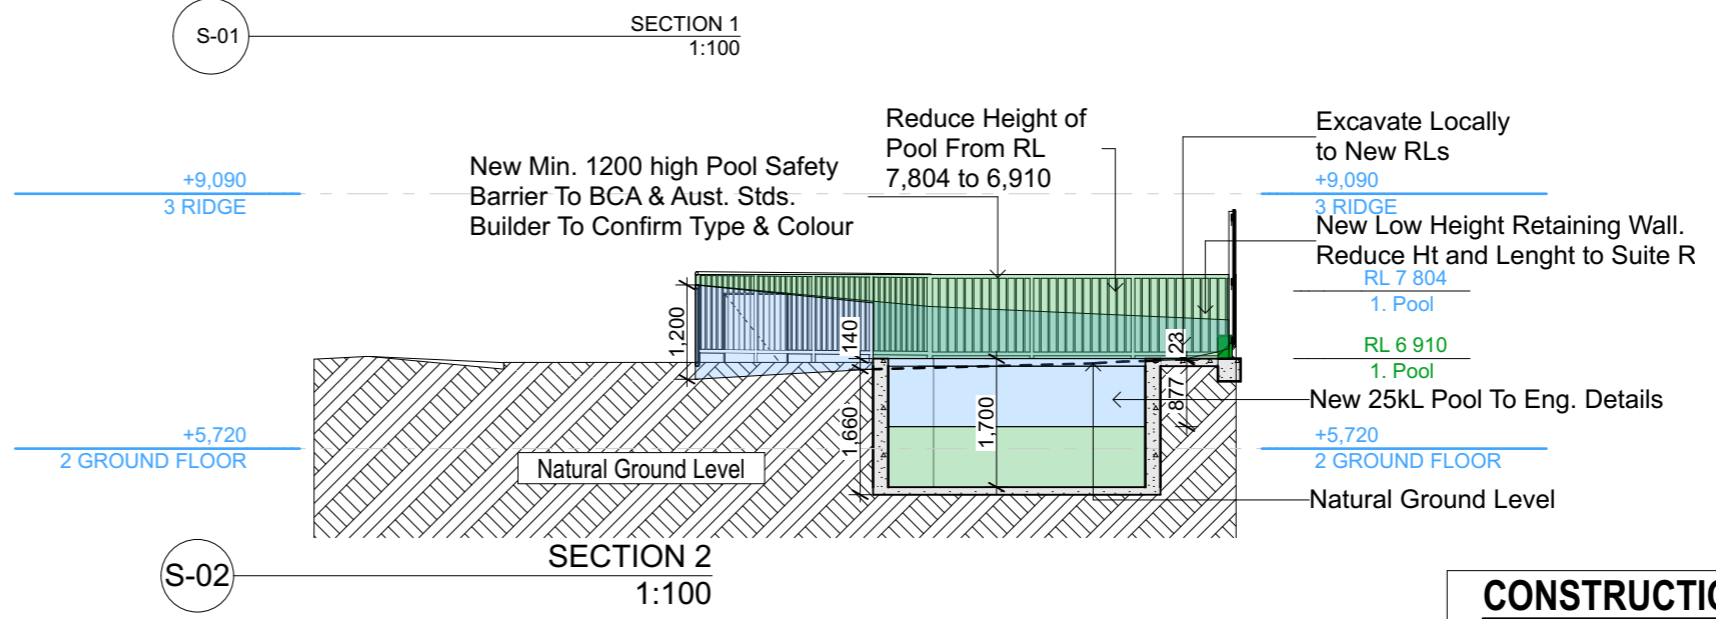 S-01
SECTION 1
1:100
Reduce Height of
Pool From RL
7,804 to 6,910
Excavate Locally
to New RLs
New Min. 1200 high Pool Safety
Barrier To BCA & Aust. Stds.
Builder To Confirm Type & Colour
+9,090
3 RIDGE
+9,090
3 RIDGE
New Low Height Retaining Wall.
Reduce Ht and Lenght to Suite R
RL 7 804
1. Pool
1,200
140
23
RL 6 910
1. Pool
New 25kL Pool To Eng. Details
877
1,660
1,700
+5,720
2 GROUND FLOOR
+5,720
2 GROUND FLOOR
Natural Ground Level
Natural Ground Level
S-02
SECTION 2
1:100
CONSTRUCTIO